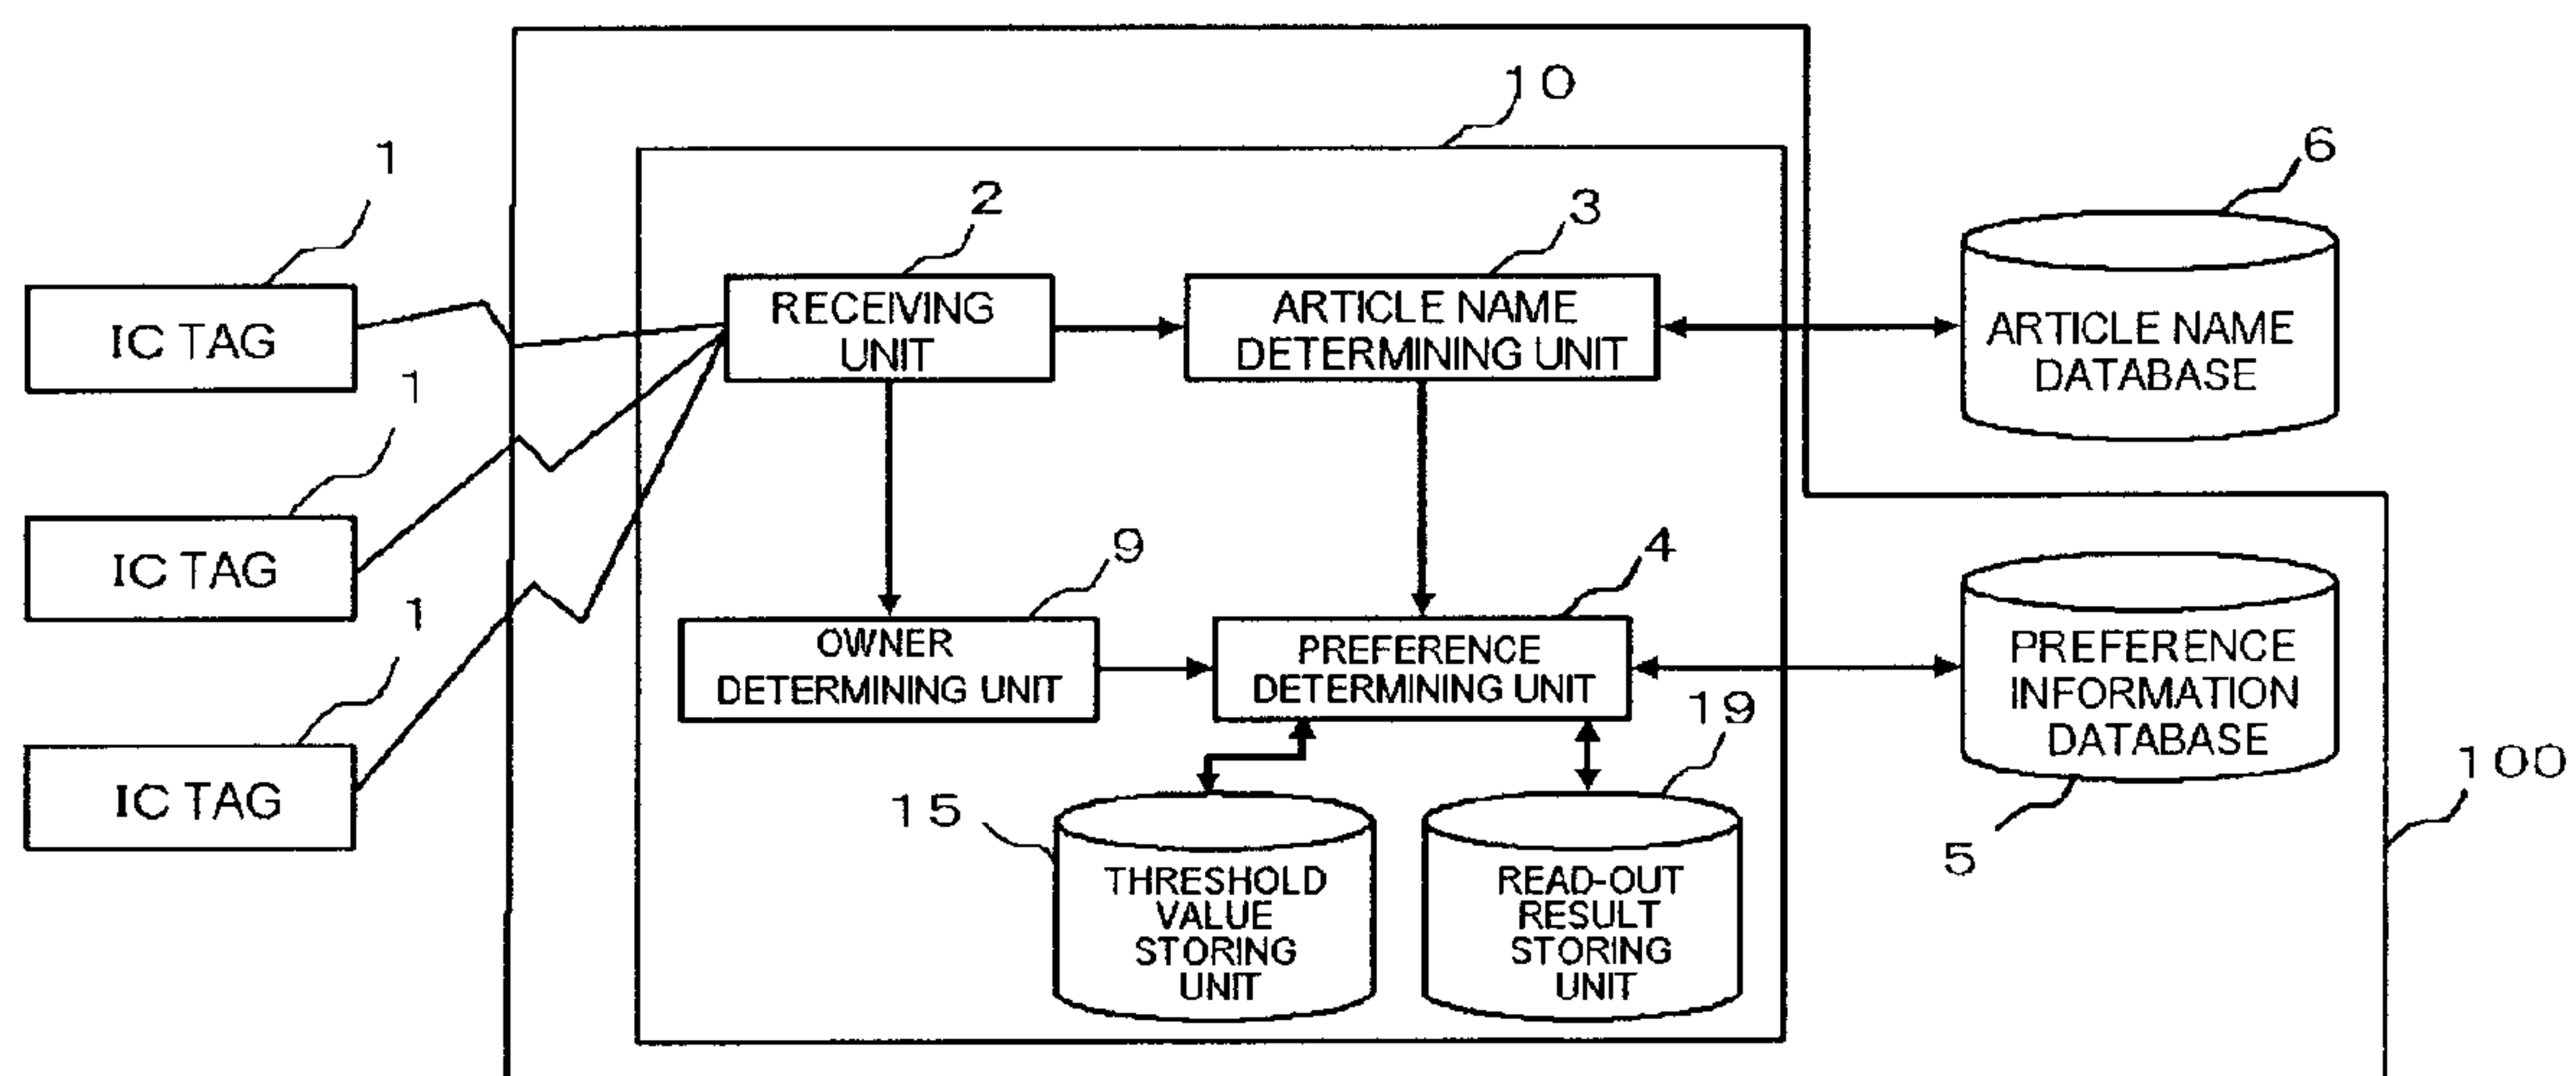 10
1
6
2
3
IC TAG
RECEIVING
UNIT
ARTICLE NAME
DETERMINING UNIT
ARTICLE NAME
DATABASE
1
IC TAG
9
4
1
OWNER
DETERMINING UNIT
PREFERENCE
DETERMINING UNIT
PREFERENCE
INFORMATION
DATABASE
19
100
IC TAG
15
5
THRESHOLD
VALUE
STORING
UNIT
READ-OUT
RESULT
STORING
UNIT